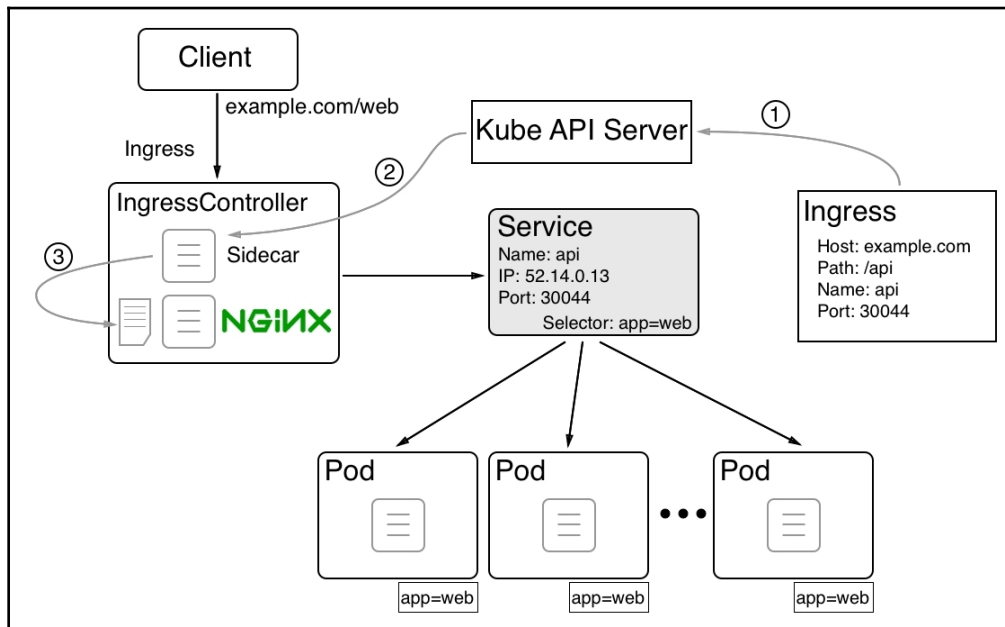 Client
example.com/web
Ingress
Kube API Server
1
2
IngressController
Sidecar
3
NGiNX
Service
Name: api
IP: 52.14.0.13
Port: 30044
Selector: app=web
Ingress
Host: example.com
Path: /api
Name: api
Port: 30044
Pod
Pod
Pod
app=web
app=web
app=web